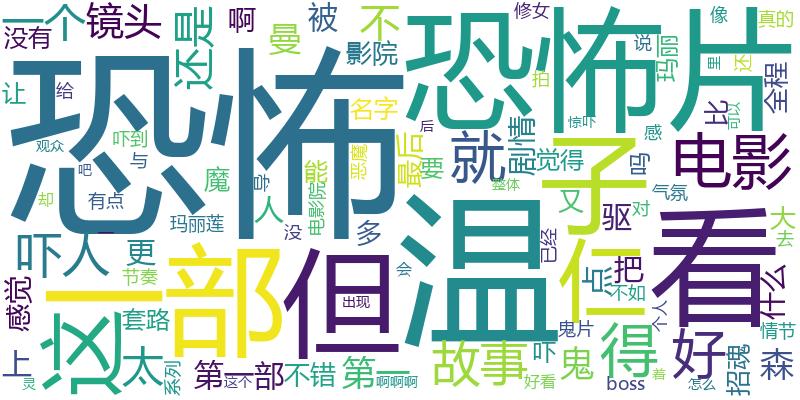 一个
镜头
还是
啊
曼
被
影院
不
没有
让
给
恐怖
恐怖片
修女
拍
像
真的
里
还
说
玛丽
比
全程
可以
感
惊吓
后
就
剧情
觉得
吗
电影
观众
吓到
吧
与
有点
却
魔
名字
恶魔
电影院
最后
要
熊
人
没
多
玛丽莲
吓人
更
节奏
套路
感觉
这
一部
但
出现
会
温
子
仁
看
又
驱
对
气氛
大
去
点
把
不如
什么
整体
已经
个人
上
太
系列
灵
第一部
这个
不错
第一
啊啊啊
故事
吓
好看
鬼
鬼片
得
boss
着
好
招魂
怎么
情节
森